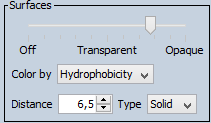 Surfaces
Off Transparent Opaque
Color by Hydrophobicity
Distance 6,5 Type Solid